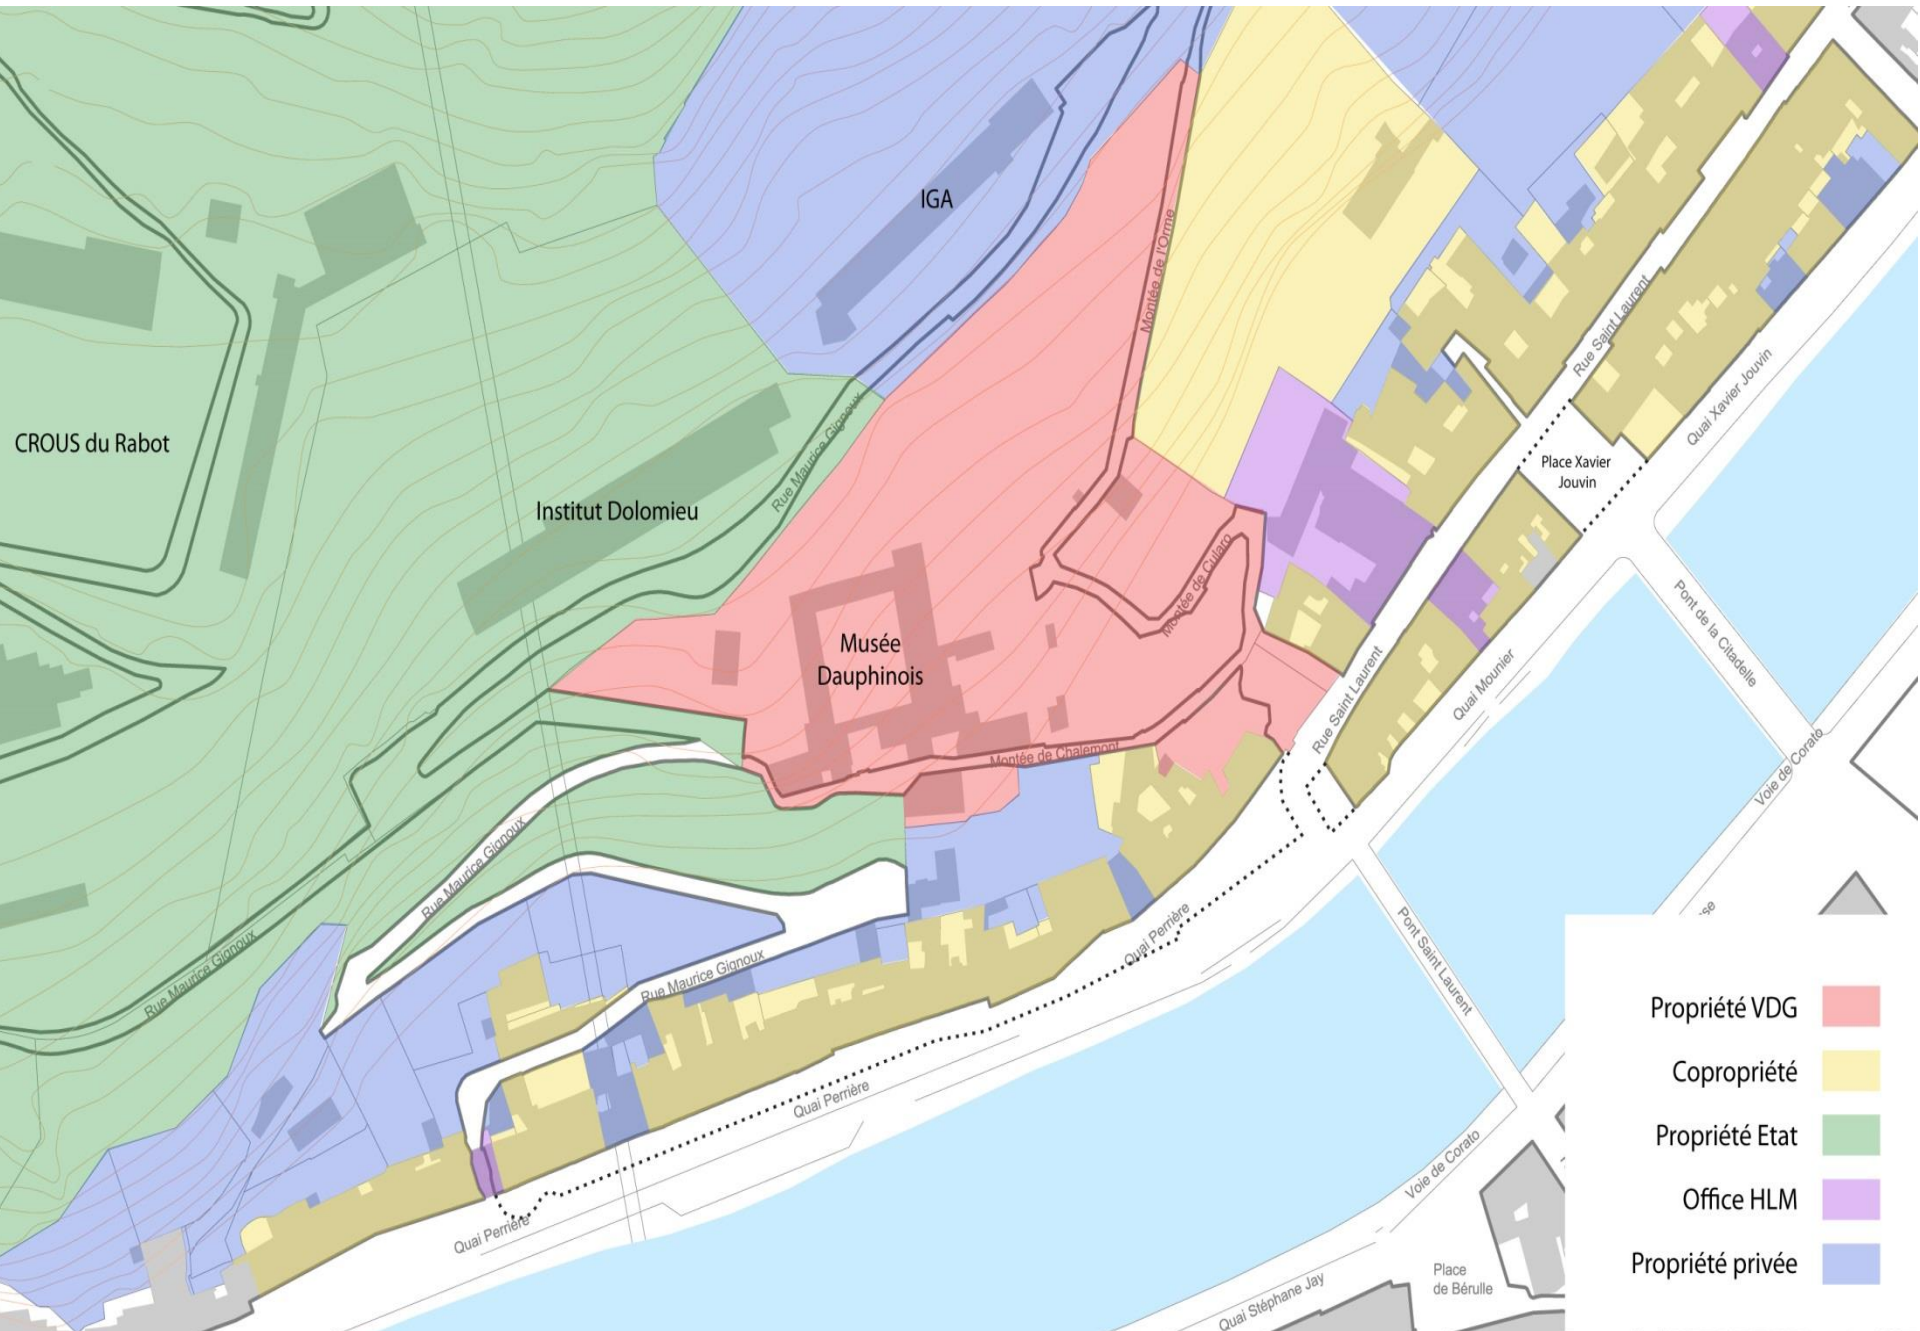 IGA
Montée de l'Orme
Rue Saint Laurent
Quai Xavier Jouvin
CROUS du Rabot
Rue Maurice Gignoux
Place Xavier
Jouvin
Institut Dolomieu
Montée de Cularo
Pont de la Citadelle
Musée
Dauphinois
Rue Saint Laurent
Quai Mounier
Montée de Chalemont
Voie de Corato
Rue Maurice Gignoux
Quai Perrière
Pont Saint Laurent
Rue Maurice Gignoux
Rue Maurice Gignoux
Quai Perrière
Quai Perrière
Voie de Corato
Place
de Bérulle
Quai Stéphane Jay
Propriété VDG
Copropriété
Propriété Etat
Office HLM
Propriété privée